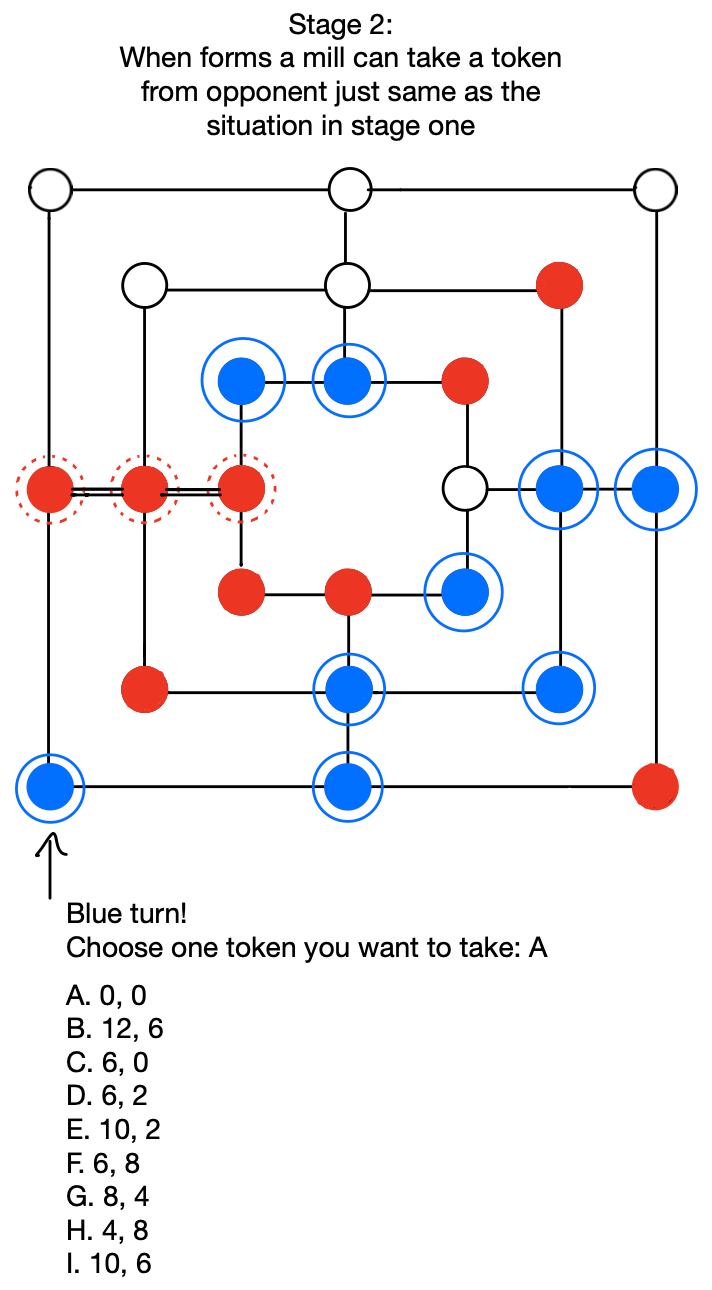 Stage 2:
When forms a mill can take a token
from opponent just same as the
situation in stage one
Blue turn!
Choose one token you want to take: A
A. 0, 0
B. 12, 6
C. 6, 0
D. 6, 2
E. 10, 2
F. 6, 8
G. 8, 4
H. 4, 8
I. 10, 6